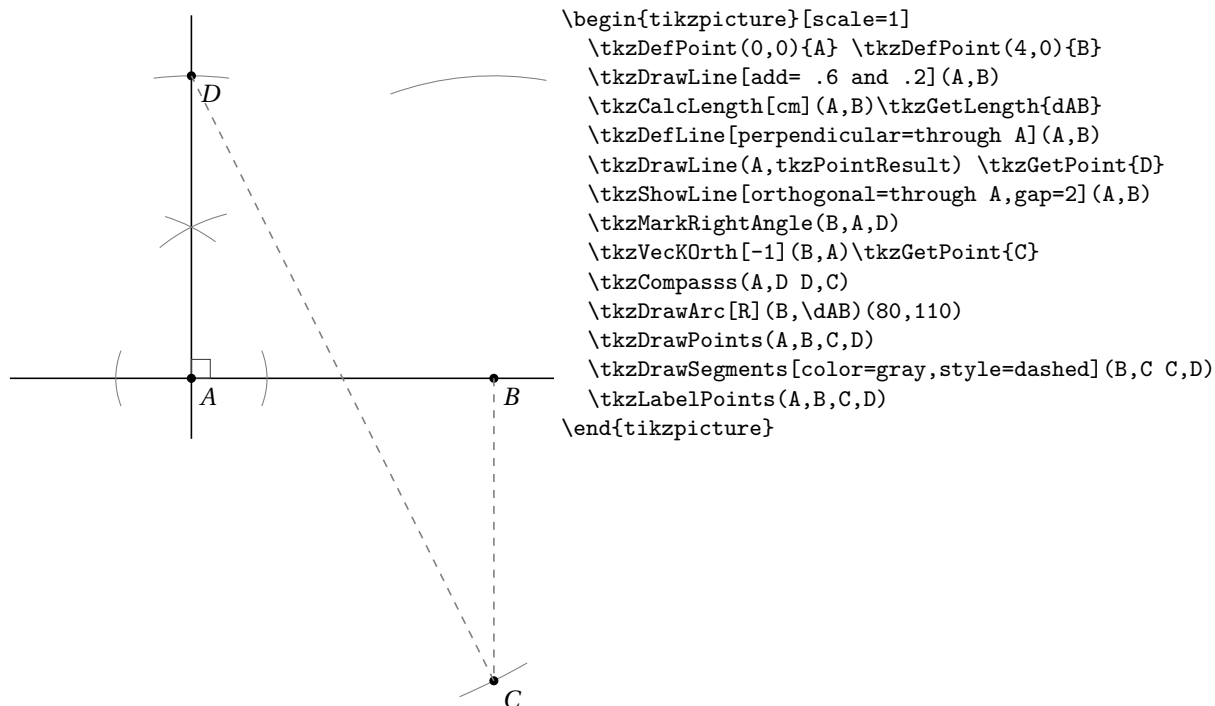 \begin{tikzpicture}[scale=1]
\tkzDefPoint(0,0){A} \tkzDefPoint(4,0){B}
\tkzDrawLine[add= .6 and .2](A,B)
\tkzCalcLength[cm](A,B)\tkzGetLength{dAB}
\tkzDefLine[perpendicular=through A](A,B)
\tkzDrawLine(A,tkzPointResult) \tkzGetPoint{D}
\tkzShowLine[orthogonal=through A,gap=2](A,B)
\tkzMarkRightAngle(B,A,D)
\tkzVecKOrth[-1](B,A)\tkzGetPoint{C}
\tkzCompasss(A,D D,C)
\tkzDrawArc[R](B,\dAB)(80,110)
\tkzDrawPoints(A,B,C,D)
\tkzDrawSegments[color=gray,style=dashed](B,C C,D)
\tkzLabelPoints(A,B,C,D)
\end{tikzpicture}
D
A
B
C